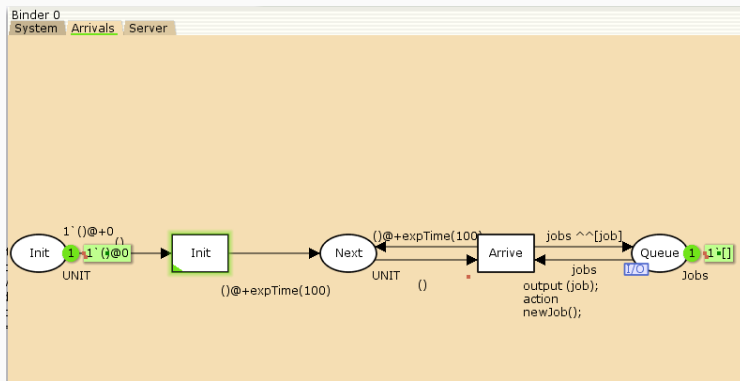 Binder 0
System Arrivals Server
1`()@+0
()
Init 1 1`()@0
UNIT
Init
()@+expTime(100)
Next
UNIT
()@+expTime(100)
()
Arrive
jobs ^^[job]
jobs
output (job);
action
newJob();
Queue 1 1`[]
I/O
Jobs